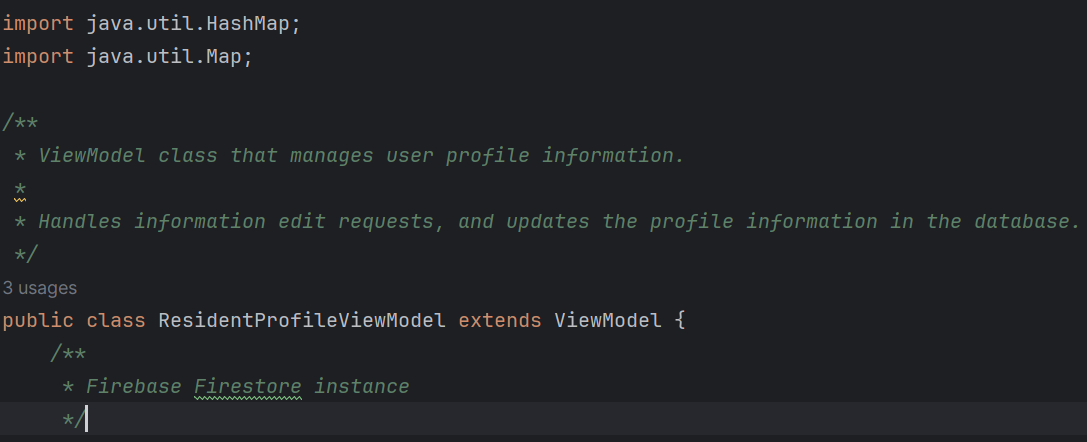 import java.util.HashMap;
import java.util.Map;
/**
* ViewModel class that manages user profile information.
*
* Handles information edit requests, and updates the profile information in the database.
*/
3 usages
public class ResidentProfileViewModel extends ViewModel {
/**
* Firebase Firestore instance
*/